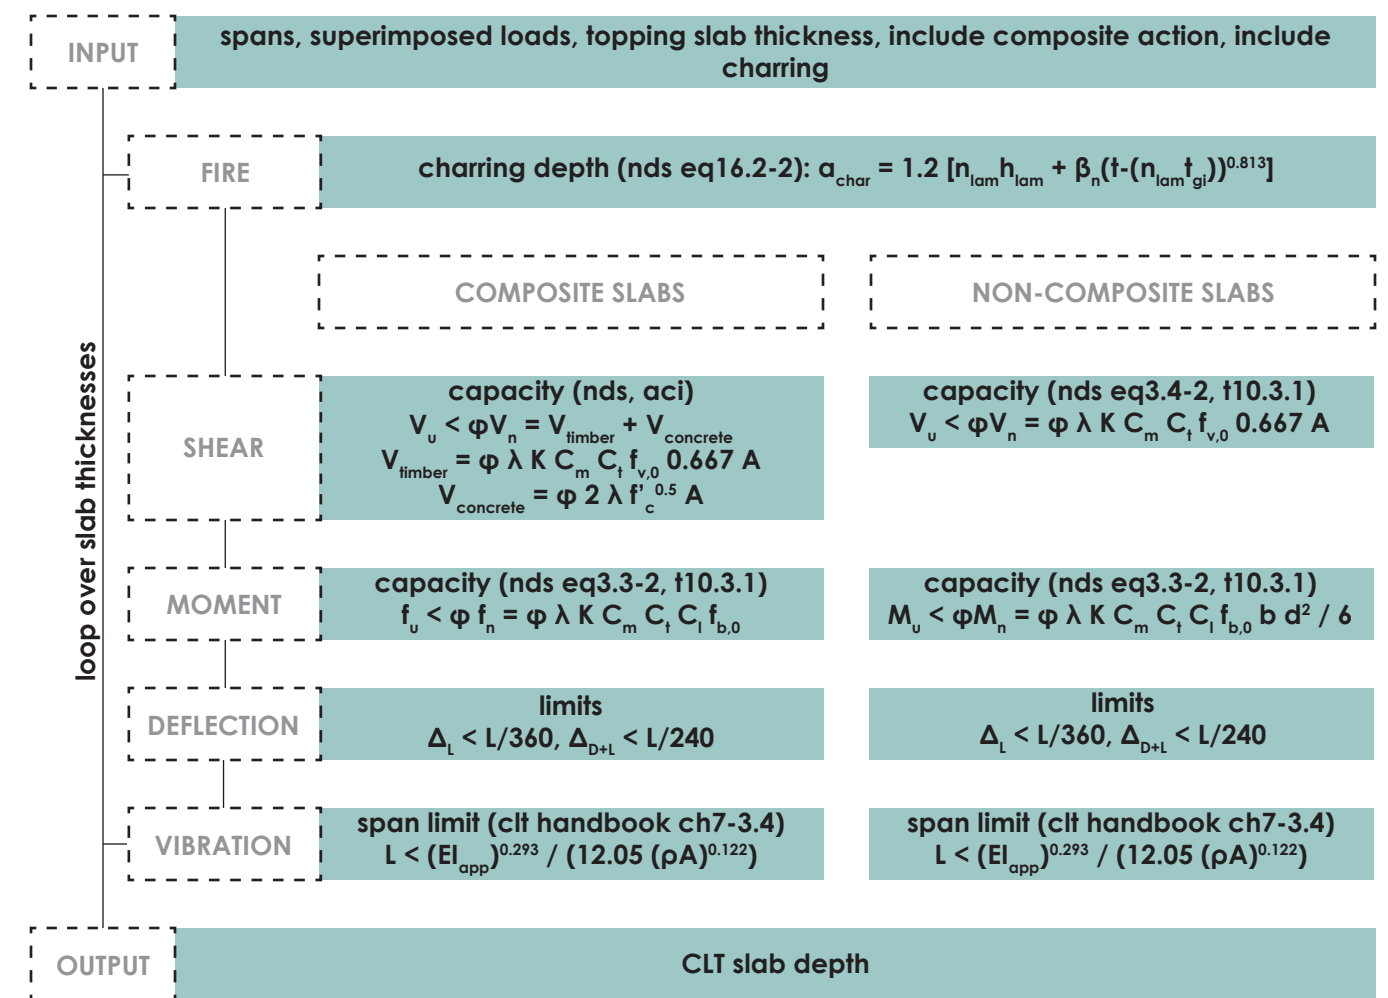 INPUT
spans, superimposed loads, topping slab thickness, include composite action, include
charring
loop over slab thicknesses
FIRE
charring depth (nds eq16.2-2): a_char = 1.2 [n_lam h_lam + β_n(t-(n_lam t_gi))^0.813]
COMPOSITE SLABS
NON-COMPOSITE SLABS
SHEAR
capacity (nds, aci)
V_u < φV_n = V_timber + V_concrete
V_timber = φ λ K C_m C_t f_v,0 0.667 A
V_concrete = φ 2 λ f'_c^0.5 A
capacity (nds eq3.4-2, t10.3.1)
V_u < φV_n = φ λ K C_m C_t f_v,0 0.667 A
MOMENT
capacity (nds eq3.3-2, t10.3.1)
f_u < φ f_n = φ λ K C_m C_t C_l f_b,0
capacity (nds eq3.3-2, t10.3.1)
M_u < φM_n = φ λ K C_m C_t C_l f_b,0 b d² / 6
DEFLECTION
limits
Δ_L < L/360, Δ_D+L < L/240
limits
Δ_L < L/360, Δ_D+L < L/240
VIBRATION
span limit (clt handbook ch7-3.4)
L < (EI_app)^0.293 / (12.05 (ρA)^0.122)
span limit (clt handbook ch7-3.4)
L < (EI_app)^0.293 / (12.05 (ρA)^0.122)
OUTPUT
CLT slab depth